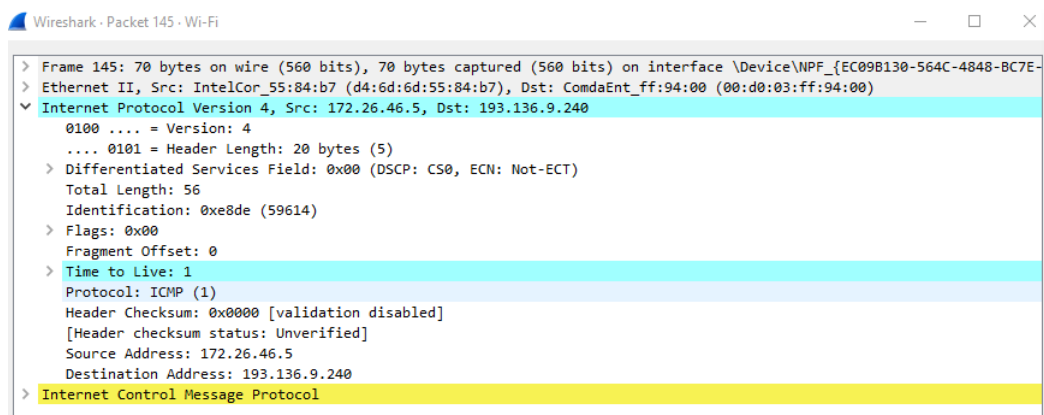 Wireshark · Packet 145 · Wi-Fi
Frame 145: 70 bytes on wire (560 bits), 70 bytes captured (560 bits) on interface \Device\NPF_{EC09B130-564C-4848-BC7E-
Ethernet II, Src: IntelCor_55:84:b7 (d4:6d:6d:55:84:b7), Dst: ComdaEnt_ff:94:00 (00:d0:03:ff:94:00)
Internet Protocol Version 4, Src: 172.26.46.5, Dst: 193.136.9.240
0100 .... = Version: 4
.... 0101 = Header Length: 20 bytes (5)
Differentiated Services Field: 0x00 (DSCP: CS0, ECN: Not-ECT)
Total Length: 56
Identification: 0xe8de (59614)
Flags: 0x00
Fragment Offset: 0
Time to Live: 1
Protocol: ICMP (1)
Header Checksum: 0x0000 [validation disabled]
[Header checksum status: Unverified]
Source Address: 172.26.46.5
Destination Address: 193.136.9.240
Internet Control Message Protocol